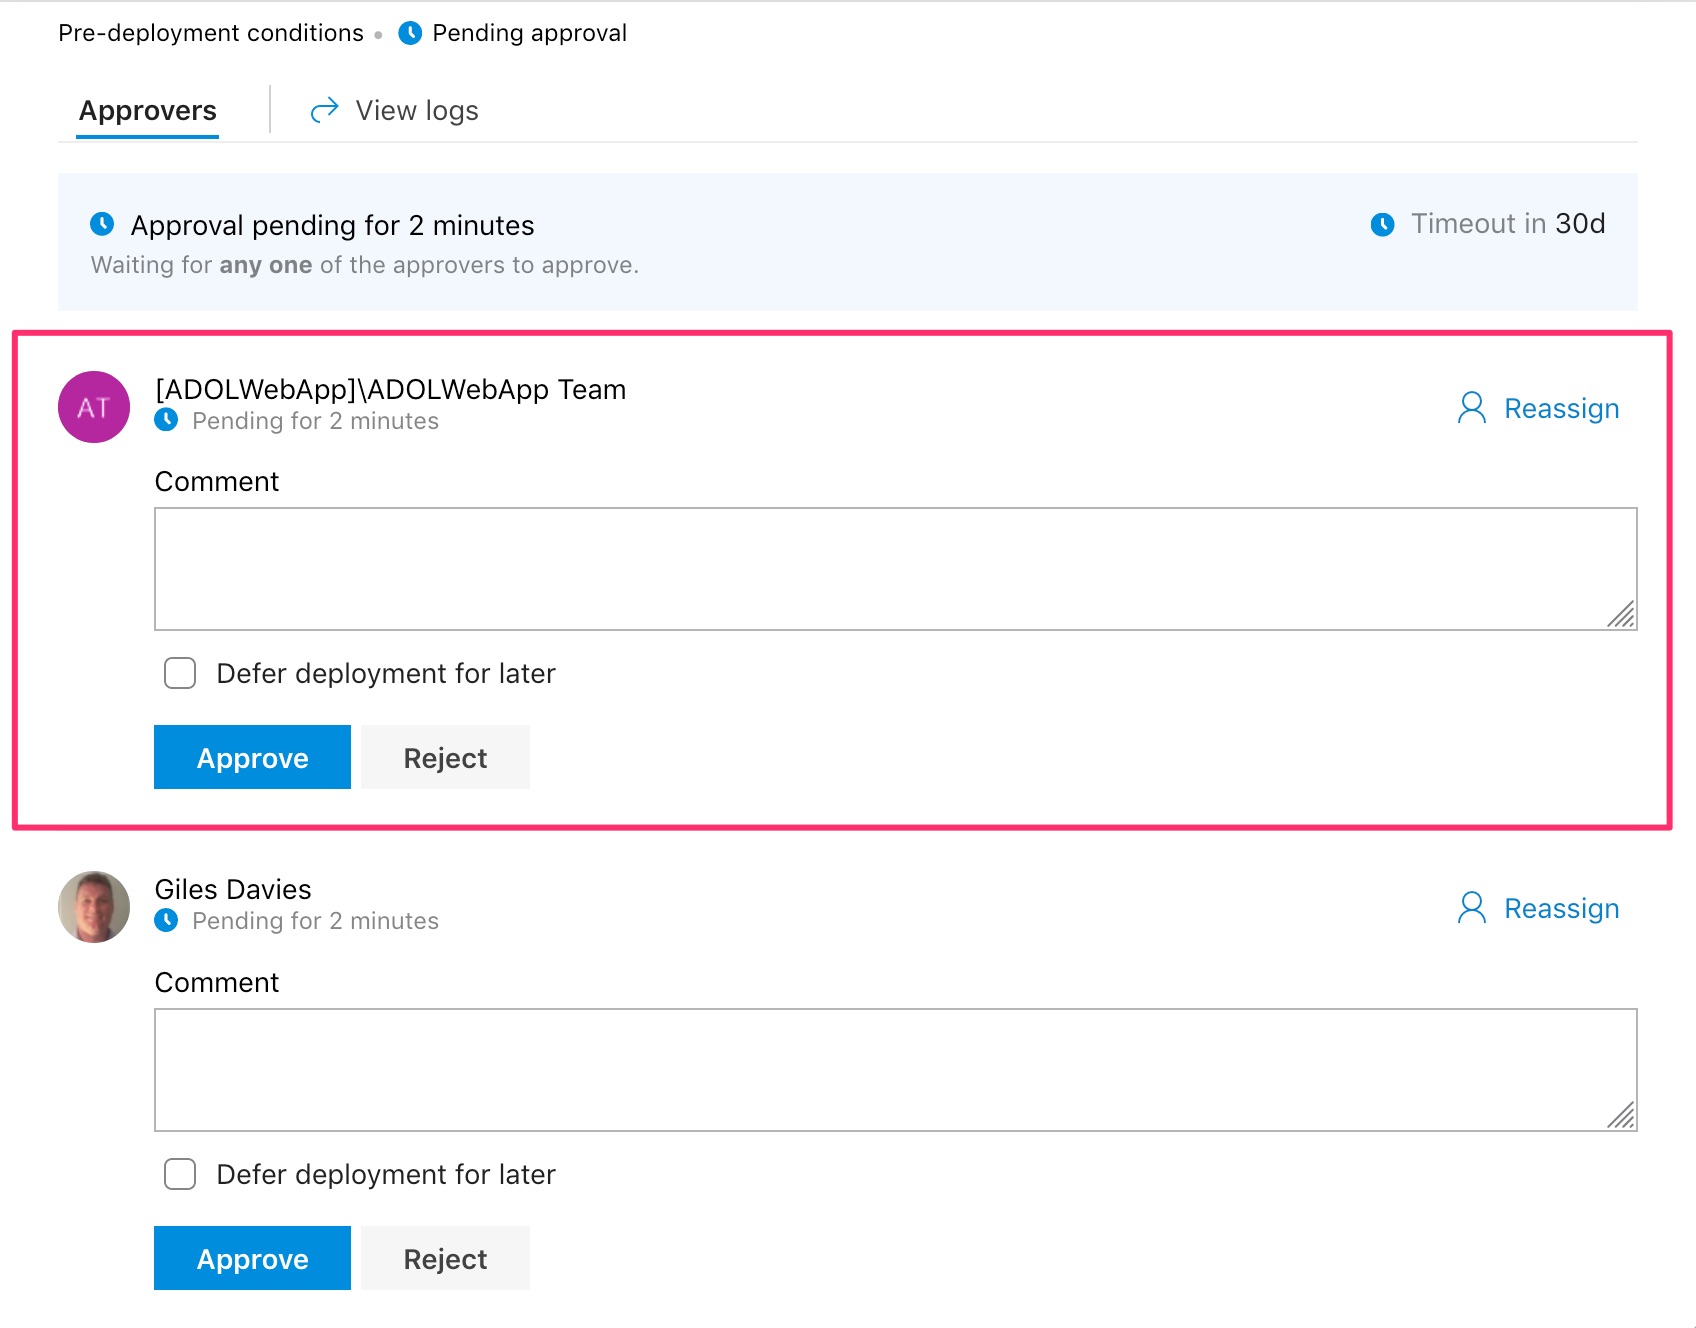 Pre-deployment conditions • Pending approval
Approvers
View logs
Approval pending for 2 minutes
Timeout in 30d
Waiting for any one of the approvers to approve.
AT
[ADOLWebApp]\ADOLWebApp Team
Pending for 2 minutes
Reassign
Comment
Defer deployment for later
Approve
Reject
Giles Davies
Pending for 2 minutes
Reassign
Comment
Defer deployment for later
Approve
Reject